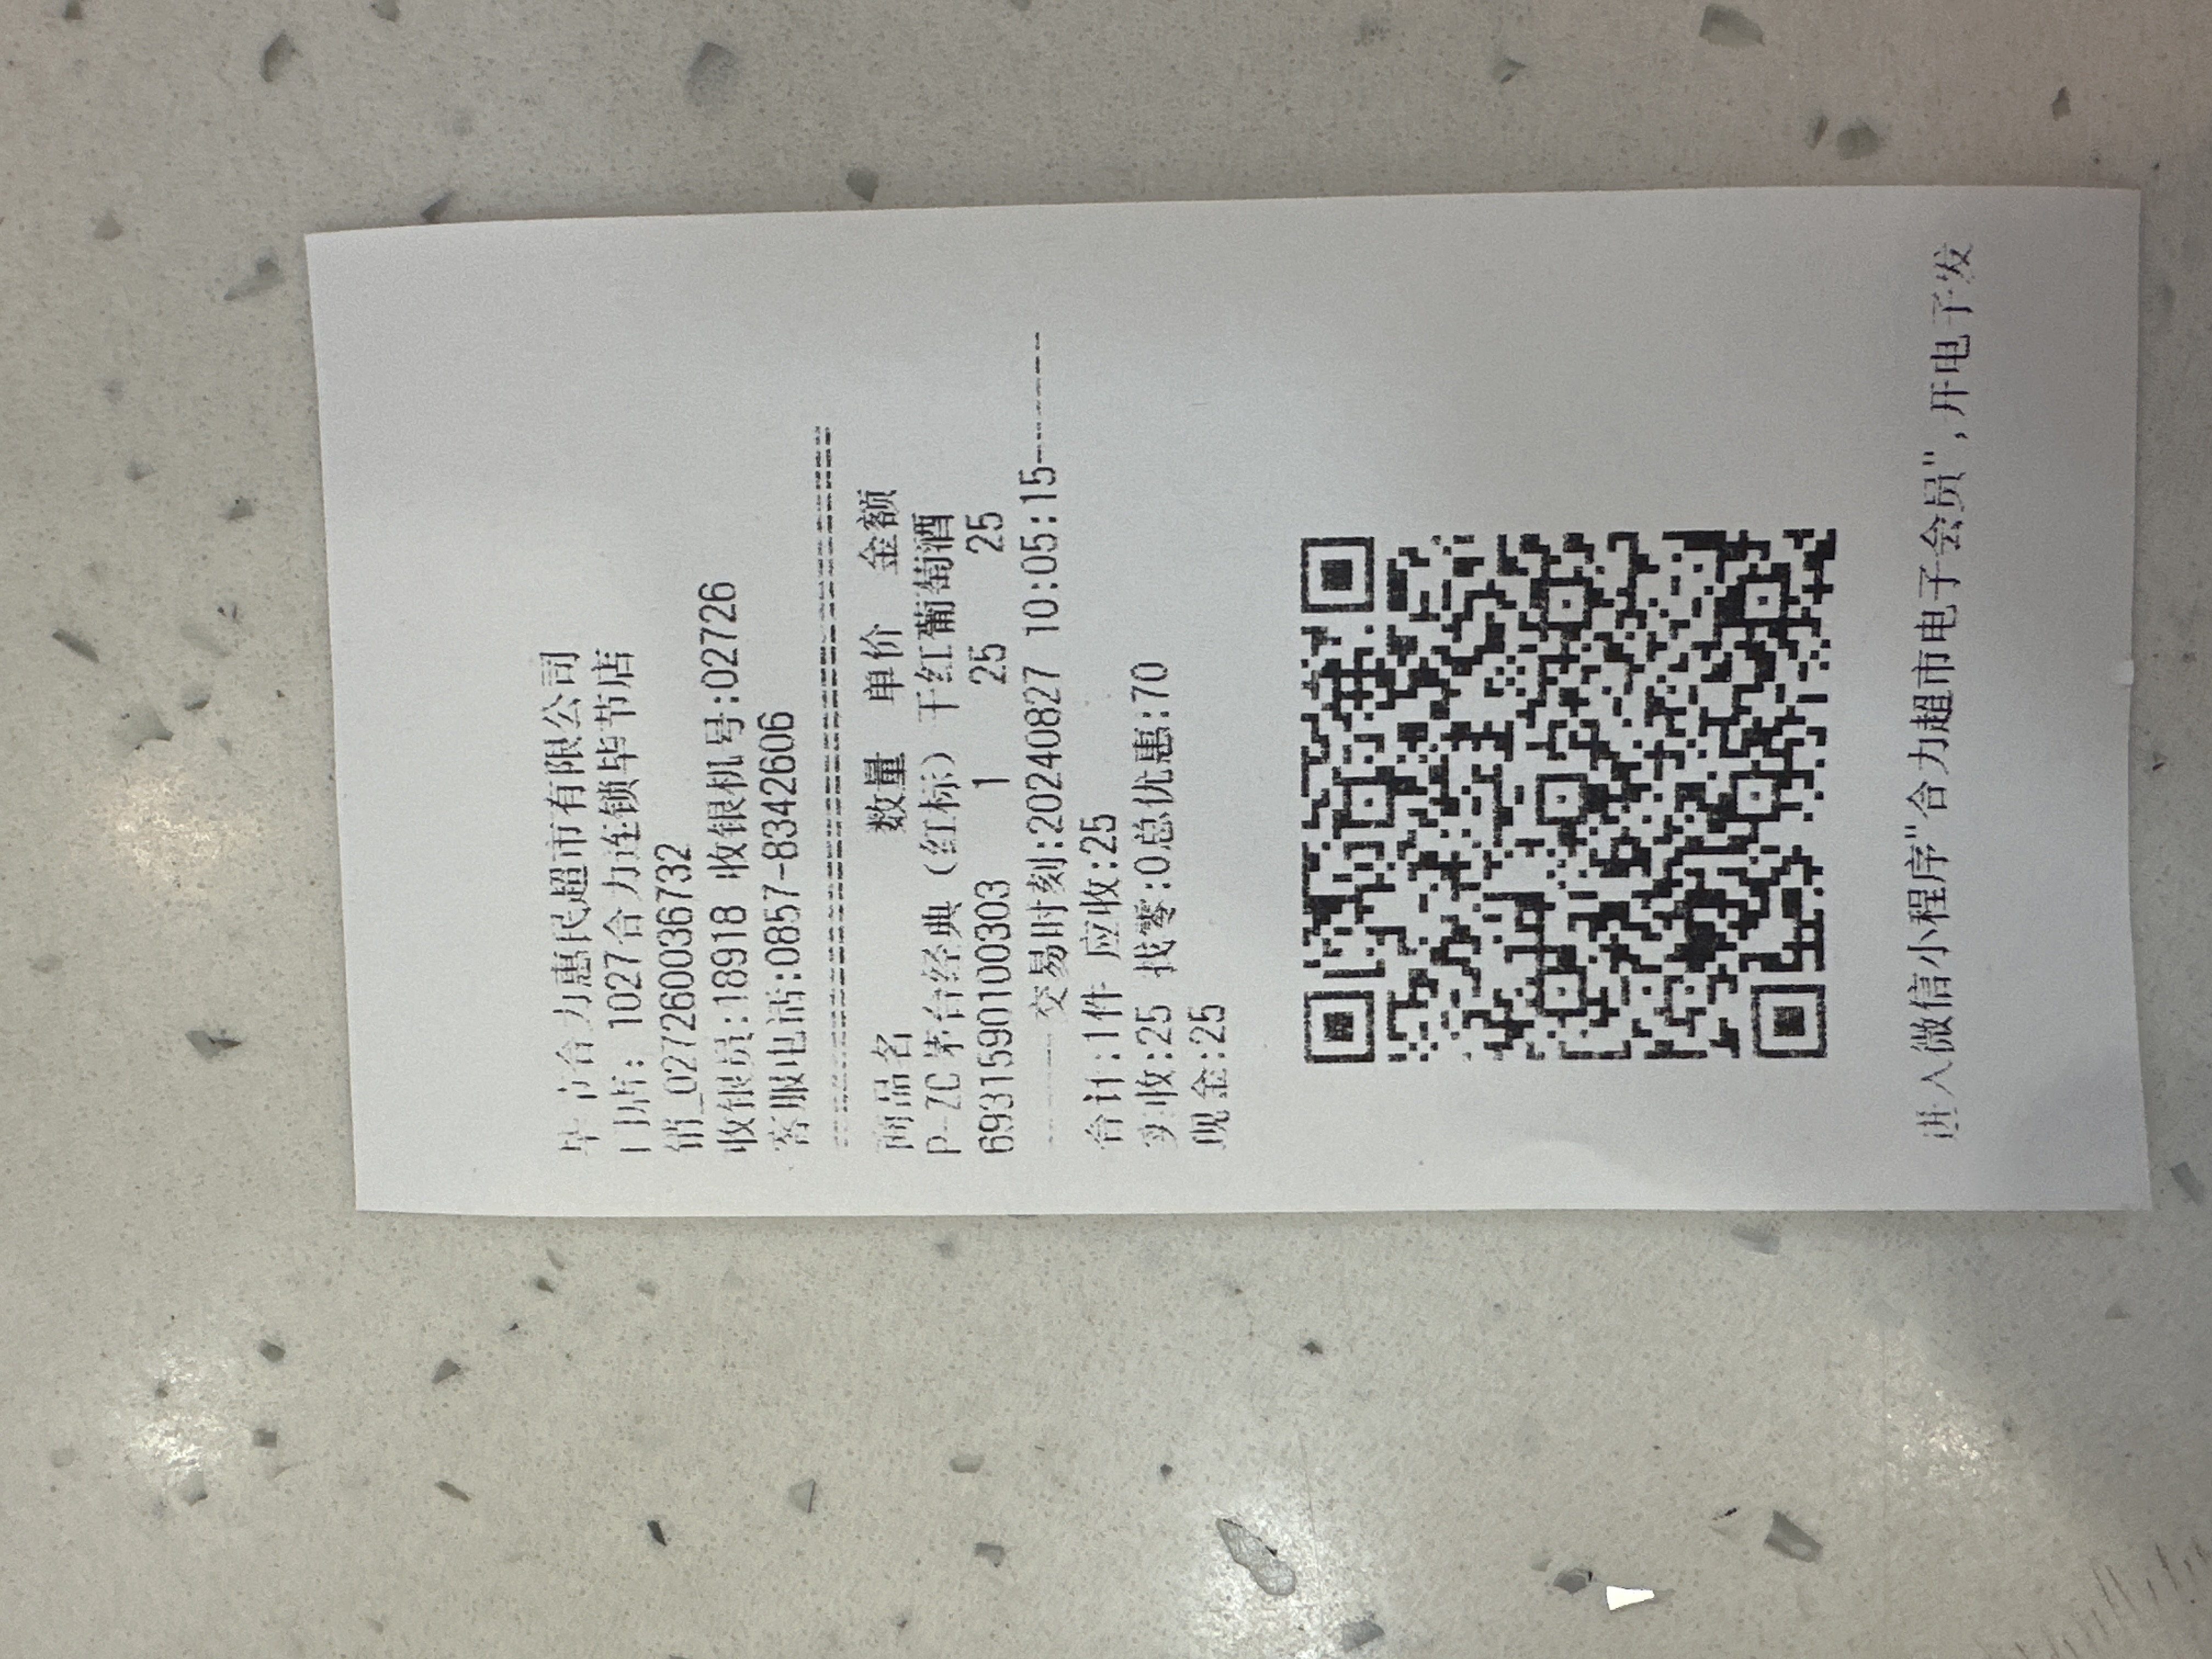 毕节合力惠民超市有限公司
门店: 1027合力连锁毕节店
销_0272600036732
收银员:18918 收银机号:02726
客服电话:0857-8342606
商品名 数量 单价 金额
P-ZC茅台经典（红标）干红葡萄酒
6931590100303 1 25 25
交易时刻:20240827 10:05:15
合计:1件 应收:25
实收:25 找零:0总优惠:70
现金:25
进入微信小程序"合力超市电子会员",开电子发